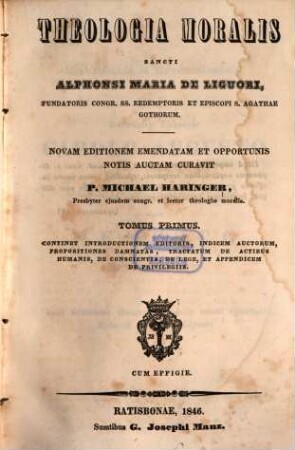 THEOLOGIA MORALIS
SANCTI
ALPHONSI MARIA DE LIGUORI,
FUNDATORIS CONGR. SS. REDEMPTORIS ET EPISCOPI S. AGATHAE
GOTHORUM.
NOVAM EDITIONEM EMENDATAM ET OPPORTUNIS
NOTIS AUCTAM CURAVIT
P. MICHAEL HARINGER,
Presbyter ejusdem congr. et lector theologiae moralis.
TOMUS PRIMUS.
CONTINET INTRODUCTIONEM EDITORIS, INDICEM AUCTORUM,
PROPOSITIONES DAMNATAS, TRACTATUM DE ACTIBUS
HUMANIS, DE CONSCIENTIA, DE LEGE, ET APPENDICEM
DE PRIVILEGIIS.
CUM EFFIGIE.
RATISBONAE, 1846.
Sumtibus G. Josephi Manz.